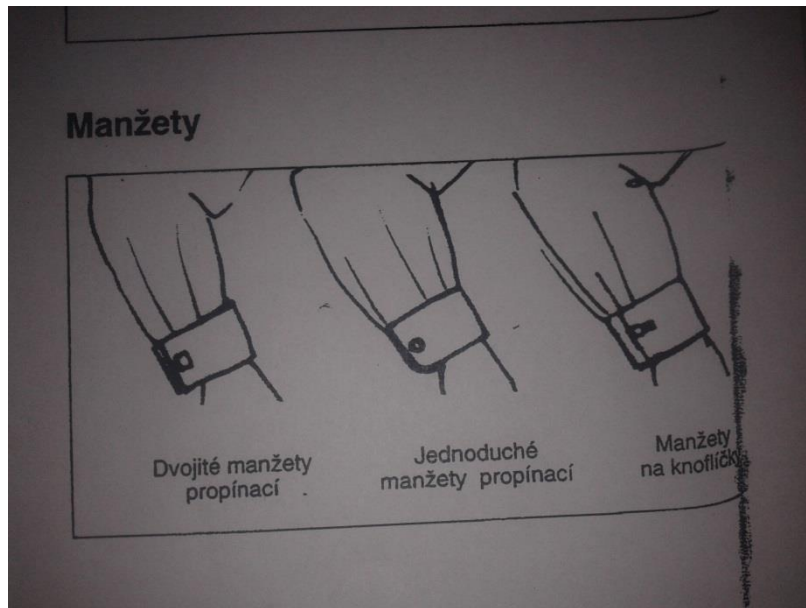 Manžety
Dvojité manžety
propínací
Jednoduché
manžety propínací
Manžety
na knoflíčky